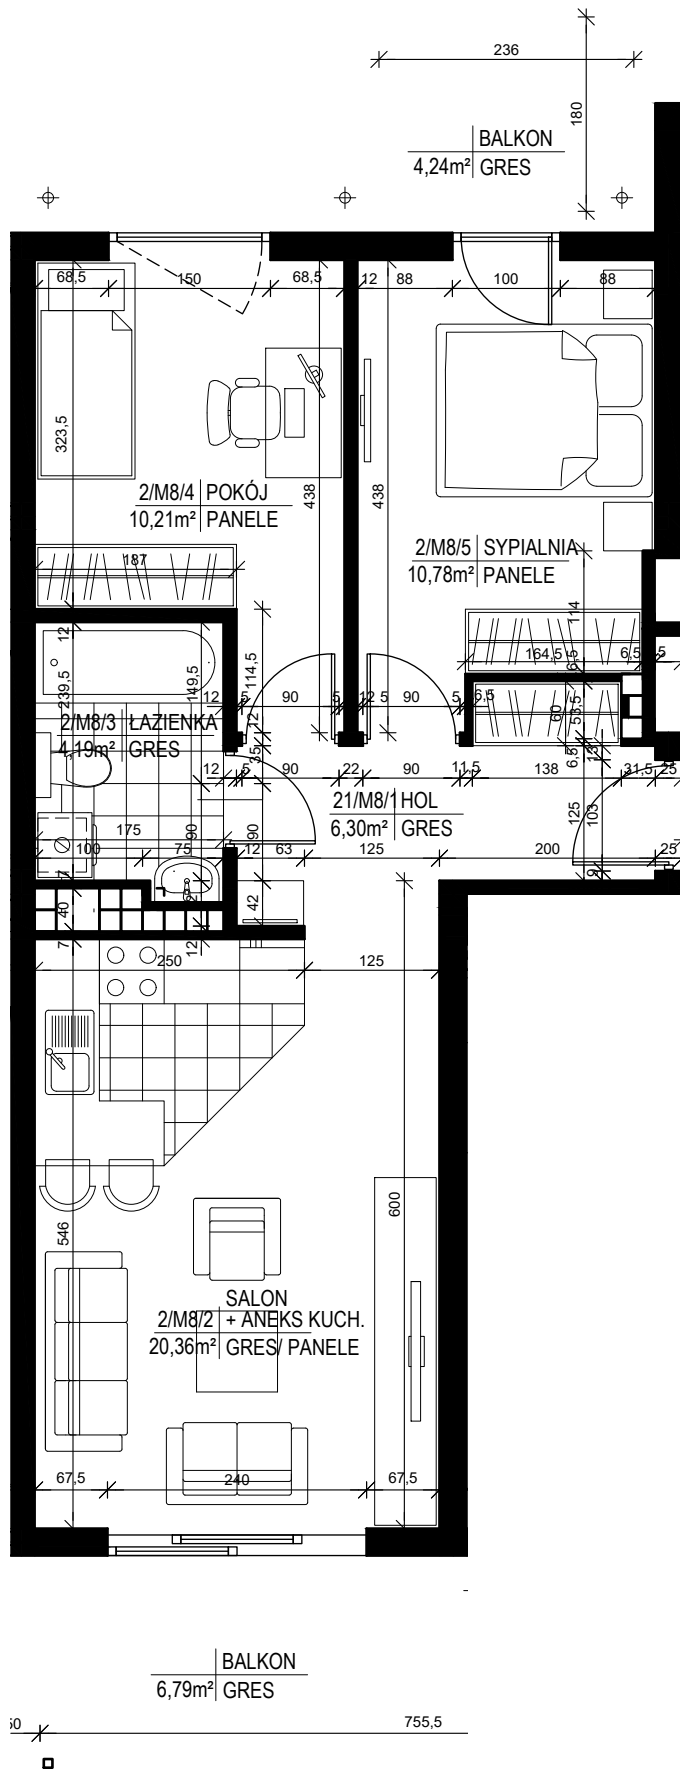 236
180
BALKON
4,24m² GRES
68,5 150 68,5 12 88 100 88
323,5
438
438
2/M8/4 POKÓJ
10,21m² PANELE
2/M8/5 SYPIALNIA
10,78m² PANELE
187
114
12
239,5
149,5
114,5
164,5 6,5 5
6,5
12 5 90 5 12 5 90 5 6,5
60
53,5
2/M8/3 ŁAZIENKA
4,19m² GRES
12
35
6,5
13
12 5 90 22 90 11,5 138 31,5 25
21/M8/1 HOL
6,30m² GRES
125
103
175
90
90
100 75 12 63 125 200 25
9
7
40
2
42
7
12
250 125
600
546
SALON
2/M8/2 + ANEKS KUCH.
20,36m² GRES/ PANELE
67,5 240 67,5
BALKON
6,79m² GRES
50 755,5